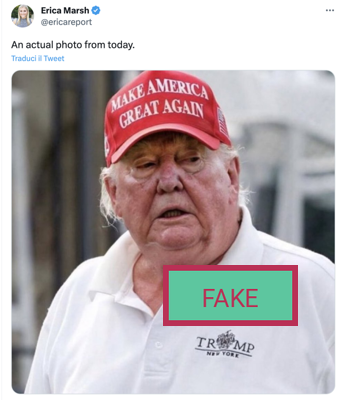 Erica Marsh
@ericareport
An actual photo from today.
Traduci il Tweet
MAKE AMERICA
GREAT AGAIN
FAKE
TRUMP
NEW YORK